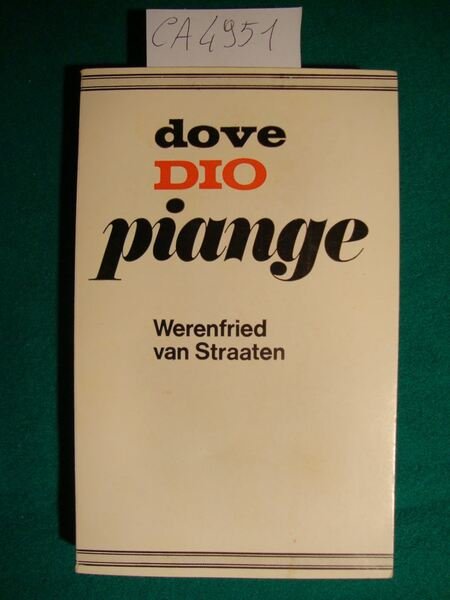 CA4951
dove
DIO
piange
Werenfried
van Straaten